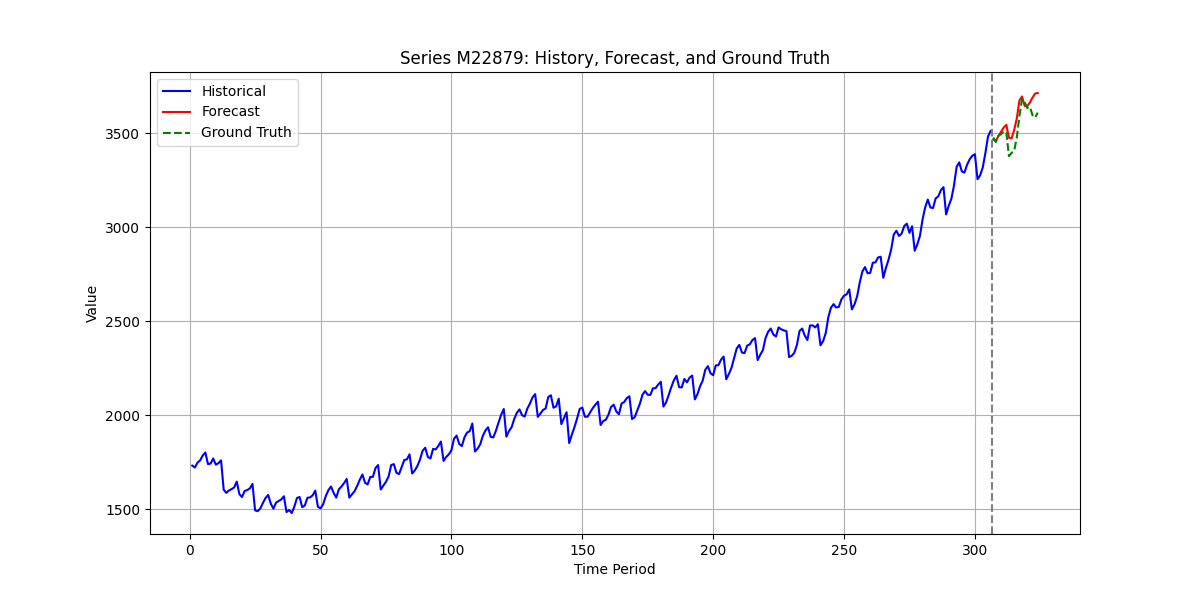 Series M22879: History, Forecast, and Ground Truth
Historical
Forecast
Ground Truth
3500
3000
2500
2000
1500
Value
0 50 100 150 200 250 300
Time Period